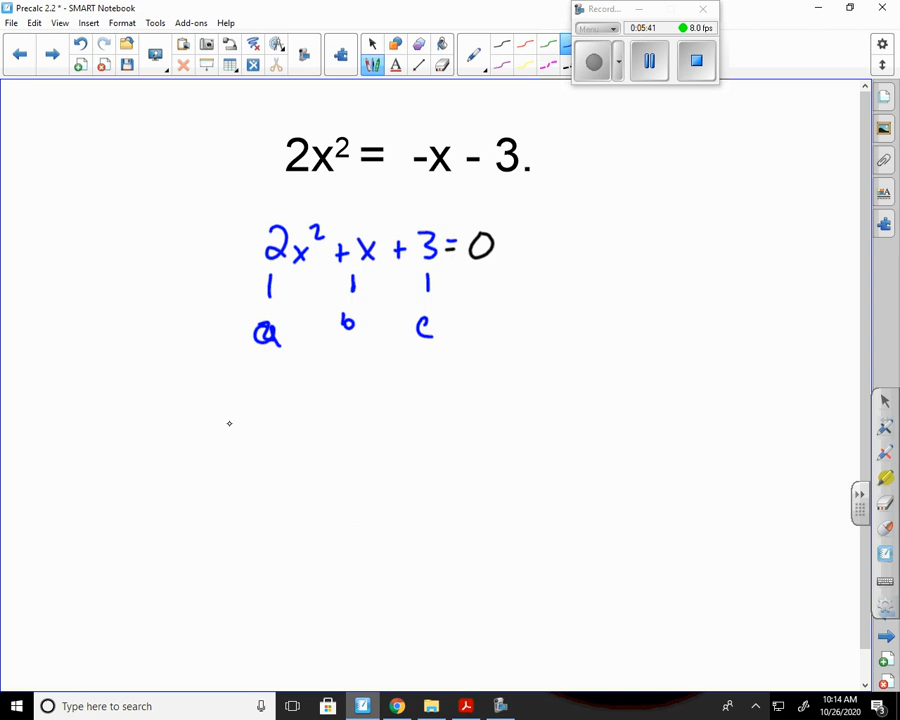 Precalc 2.2 * - SMART Notebook
Record...
File Edit View Insert Format Tools Add-ons Help
Menu
0:05:41
8.0 fps
2x² = -x - 3.
2x² + x + 3 = 0
a b c
Type here to search
10:14 AM
10/26/2020
3